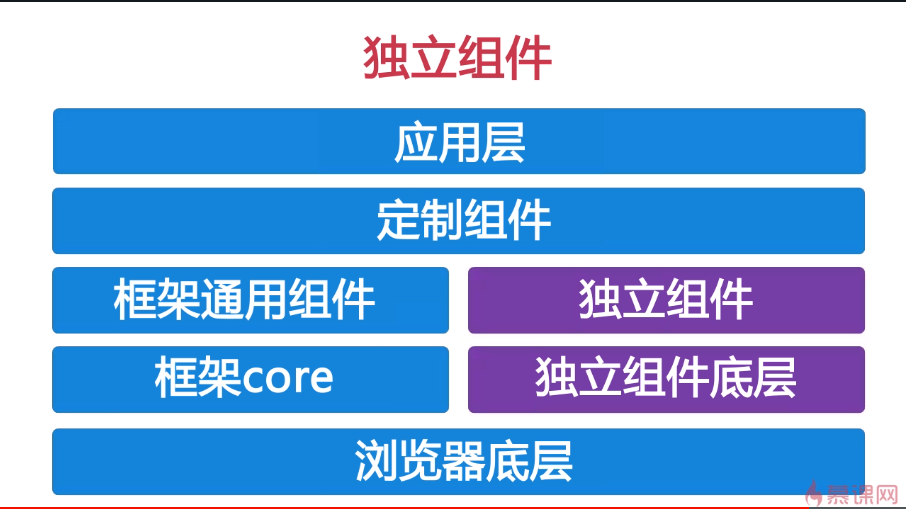 独立组件
应用层
定制组件
框架通用组件 独立组件
框架core 独立组件底层
浏览器底层
慕课网